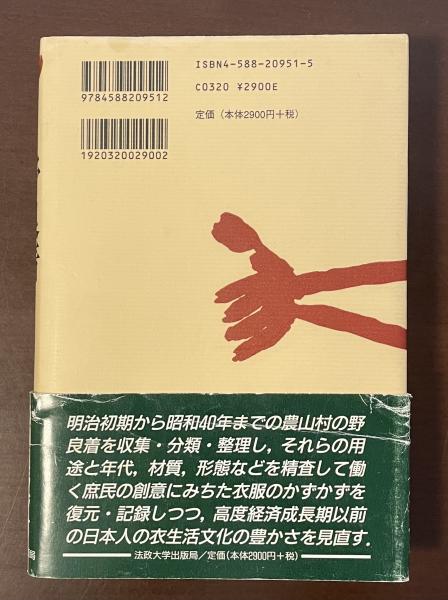 ISBN4-588-20951-5
C0320 ¥2900E
定価（本体2900円＋税）
9784588209512
1920320029002
明治初期から昭和40年までの農山村の野
良着を収集・分類・整理し，それらの用
途と年代，材質，形態などを精査して働
く庶民の創意にみちた衣服のかずかずを
復元・記録しつつ，高度経済成長期以前
の日本人の衣生活文化の豊かさを見直す．
法政大学出版局／定価（本体2900円＋税）
局